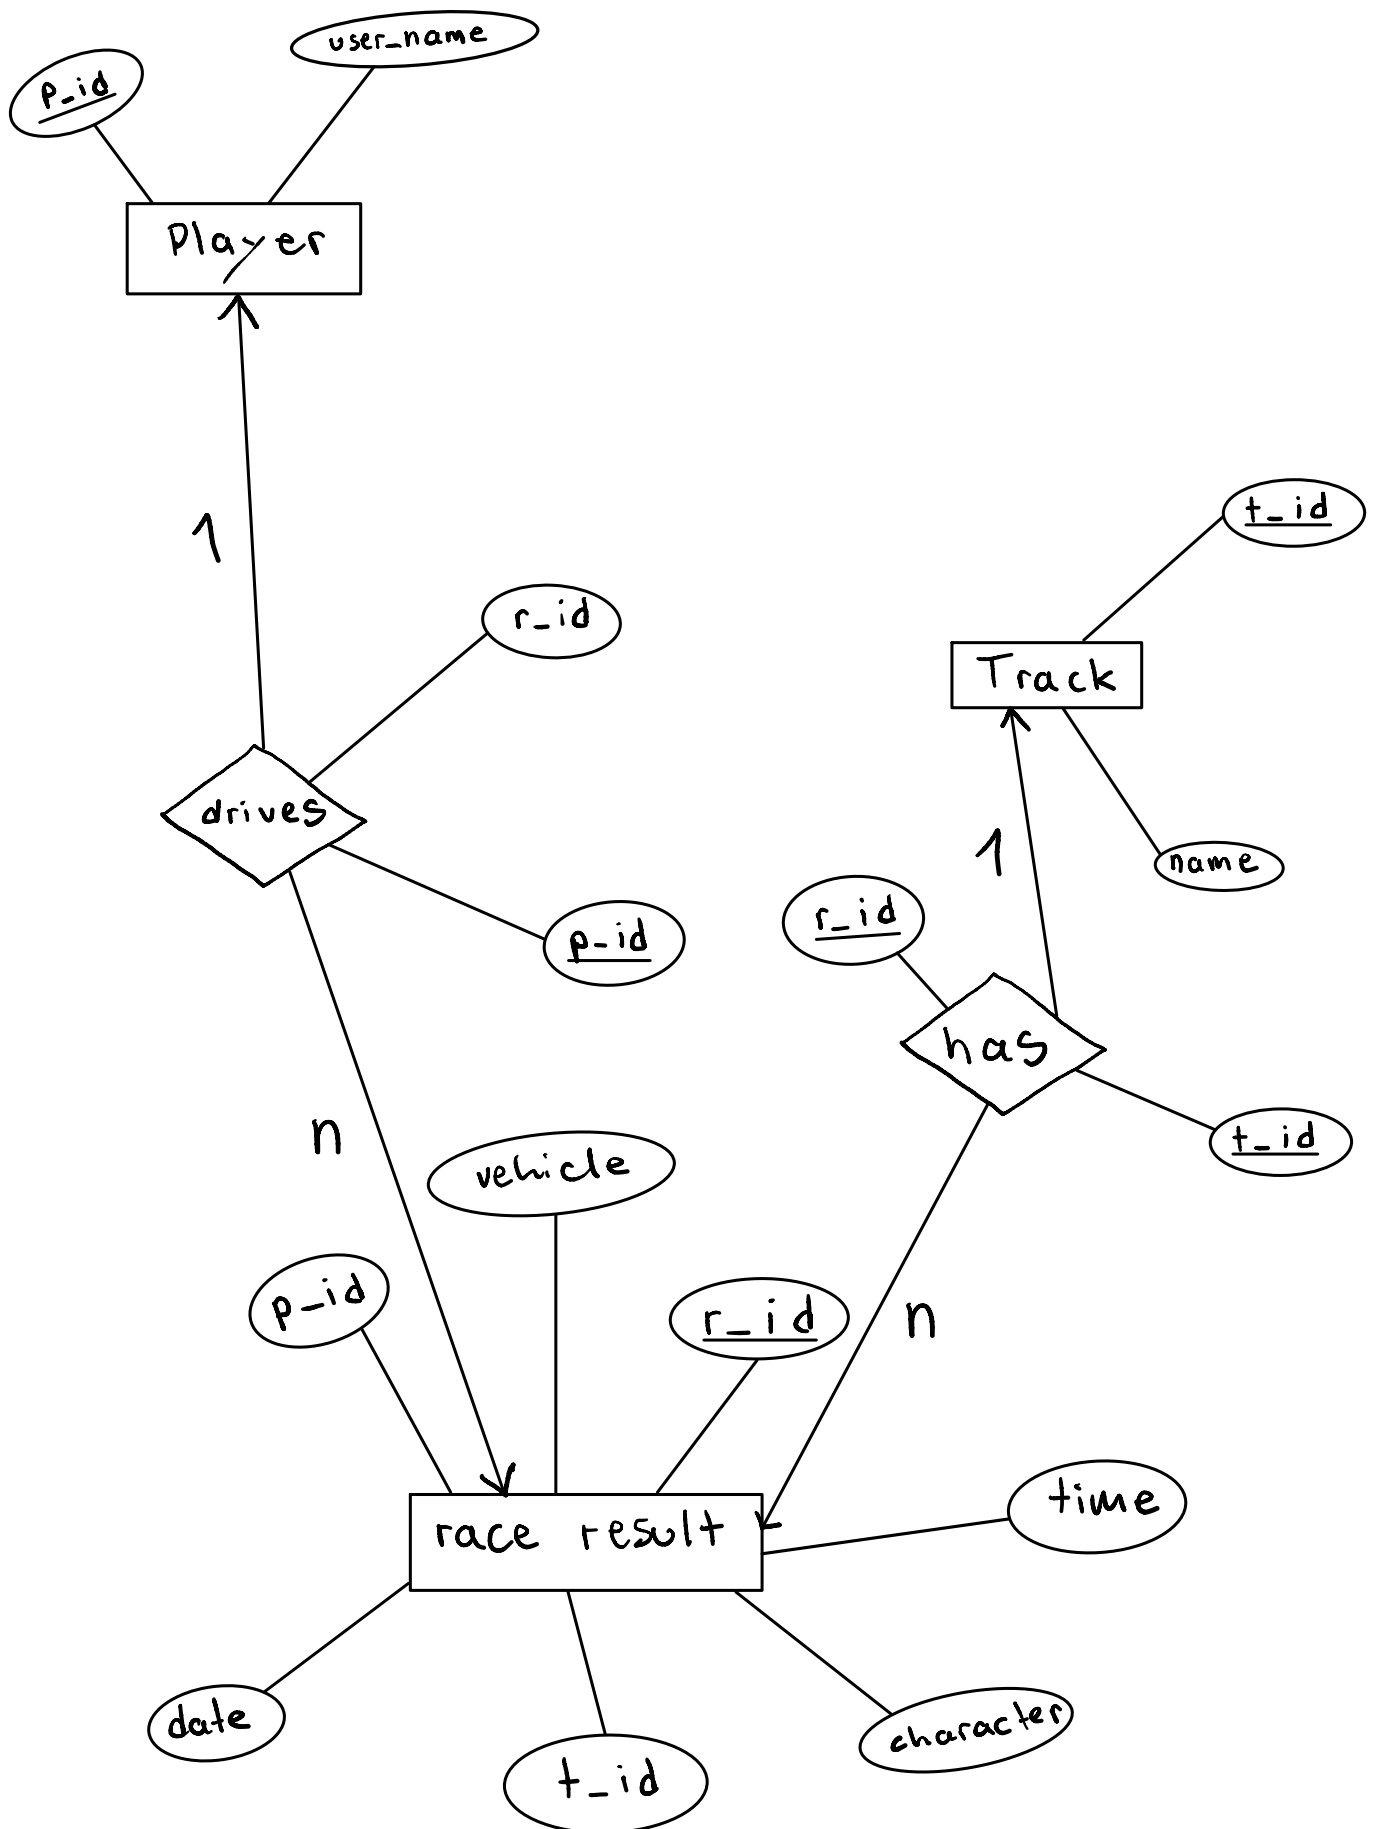 user_name
p_id
Player
t_id
1
r_id
Track
drives
1
name
r_id
p_id
has
n
t_id
vehicle
p_id
r_id
n
time
race result
date
character
t_id